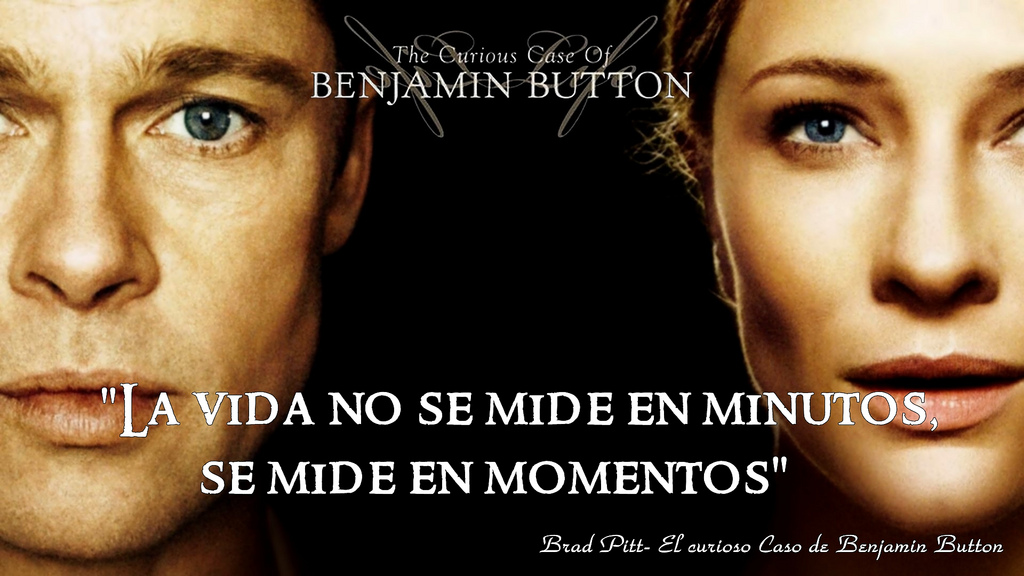 The Curious Case Of
BENJAMIN BUTTON
"La vida no se mide en minutos,
se mide en momentos"
Brad Pitt- El curioso Caso de Benjamin Button